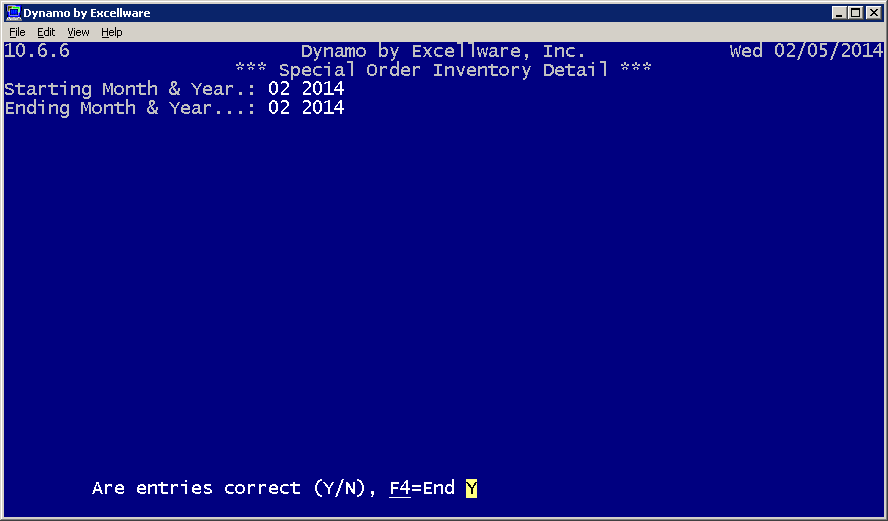 Dynamo by Excellware
File Edit View Help
10.6.6 Dynamo by Excellware, Inc. Wed 02/05/2014
*** Special Order Inventory Detail ***
Starting Month & Year.: 02 2014
Ending Month & Year...: 02 2014
Are entries correct (Y/N), F4=End Y